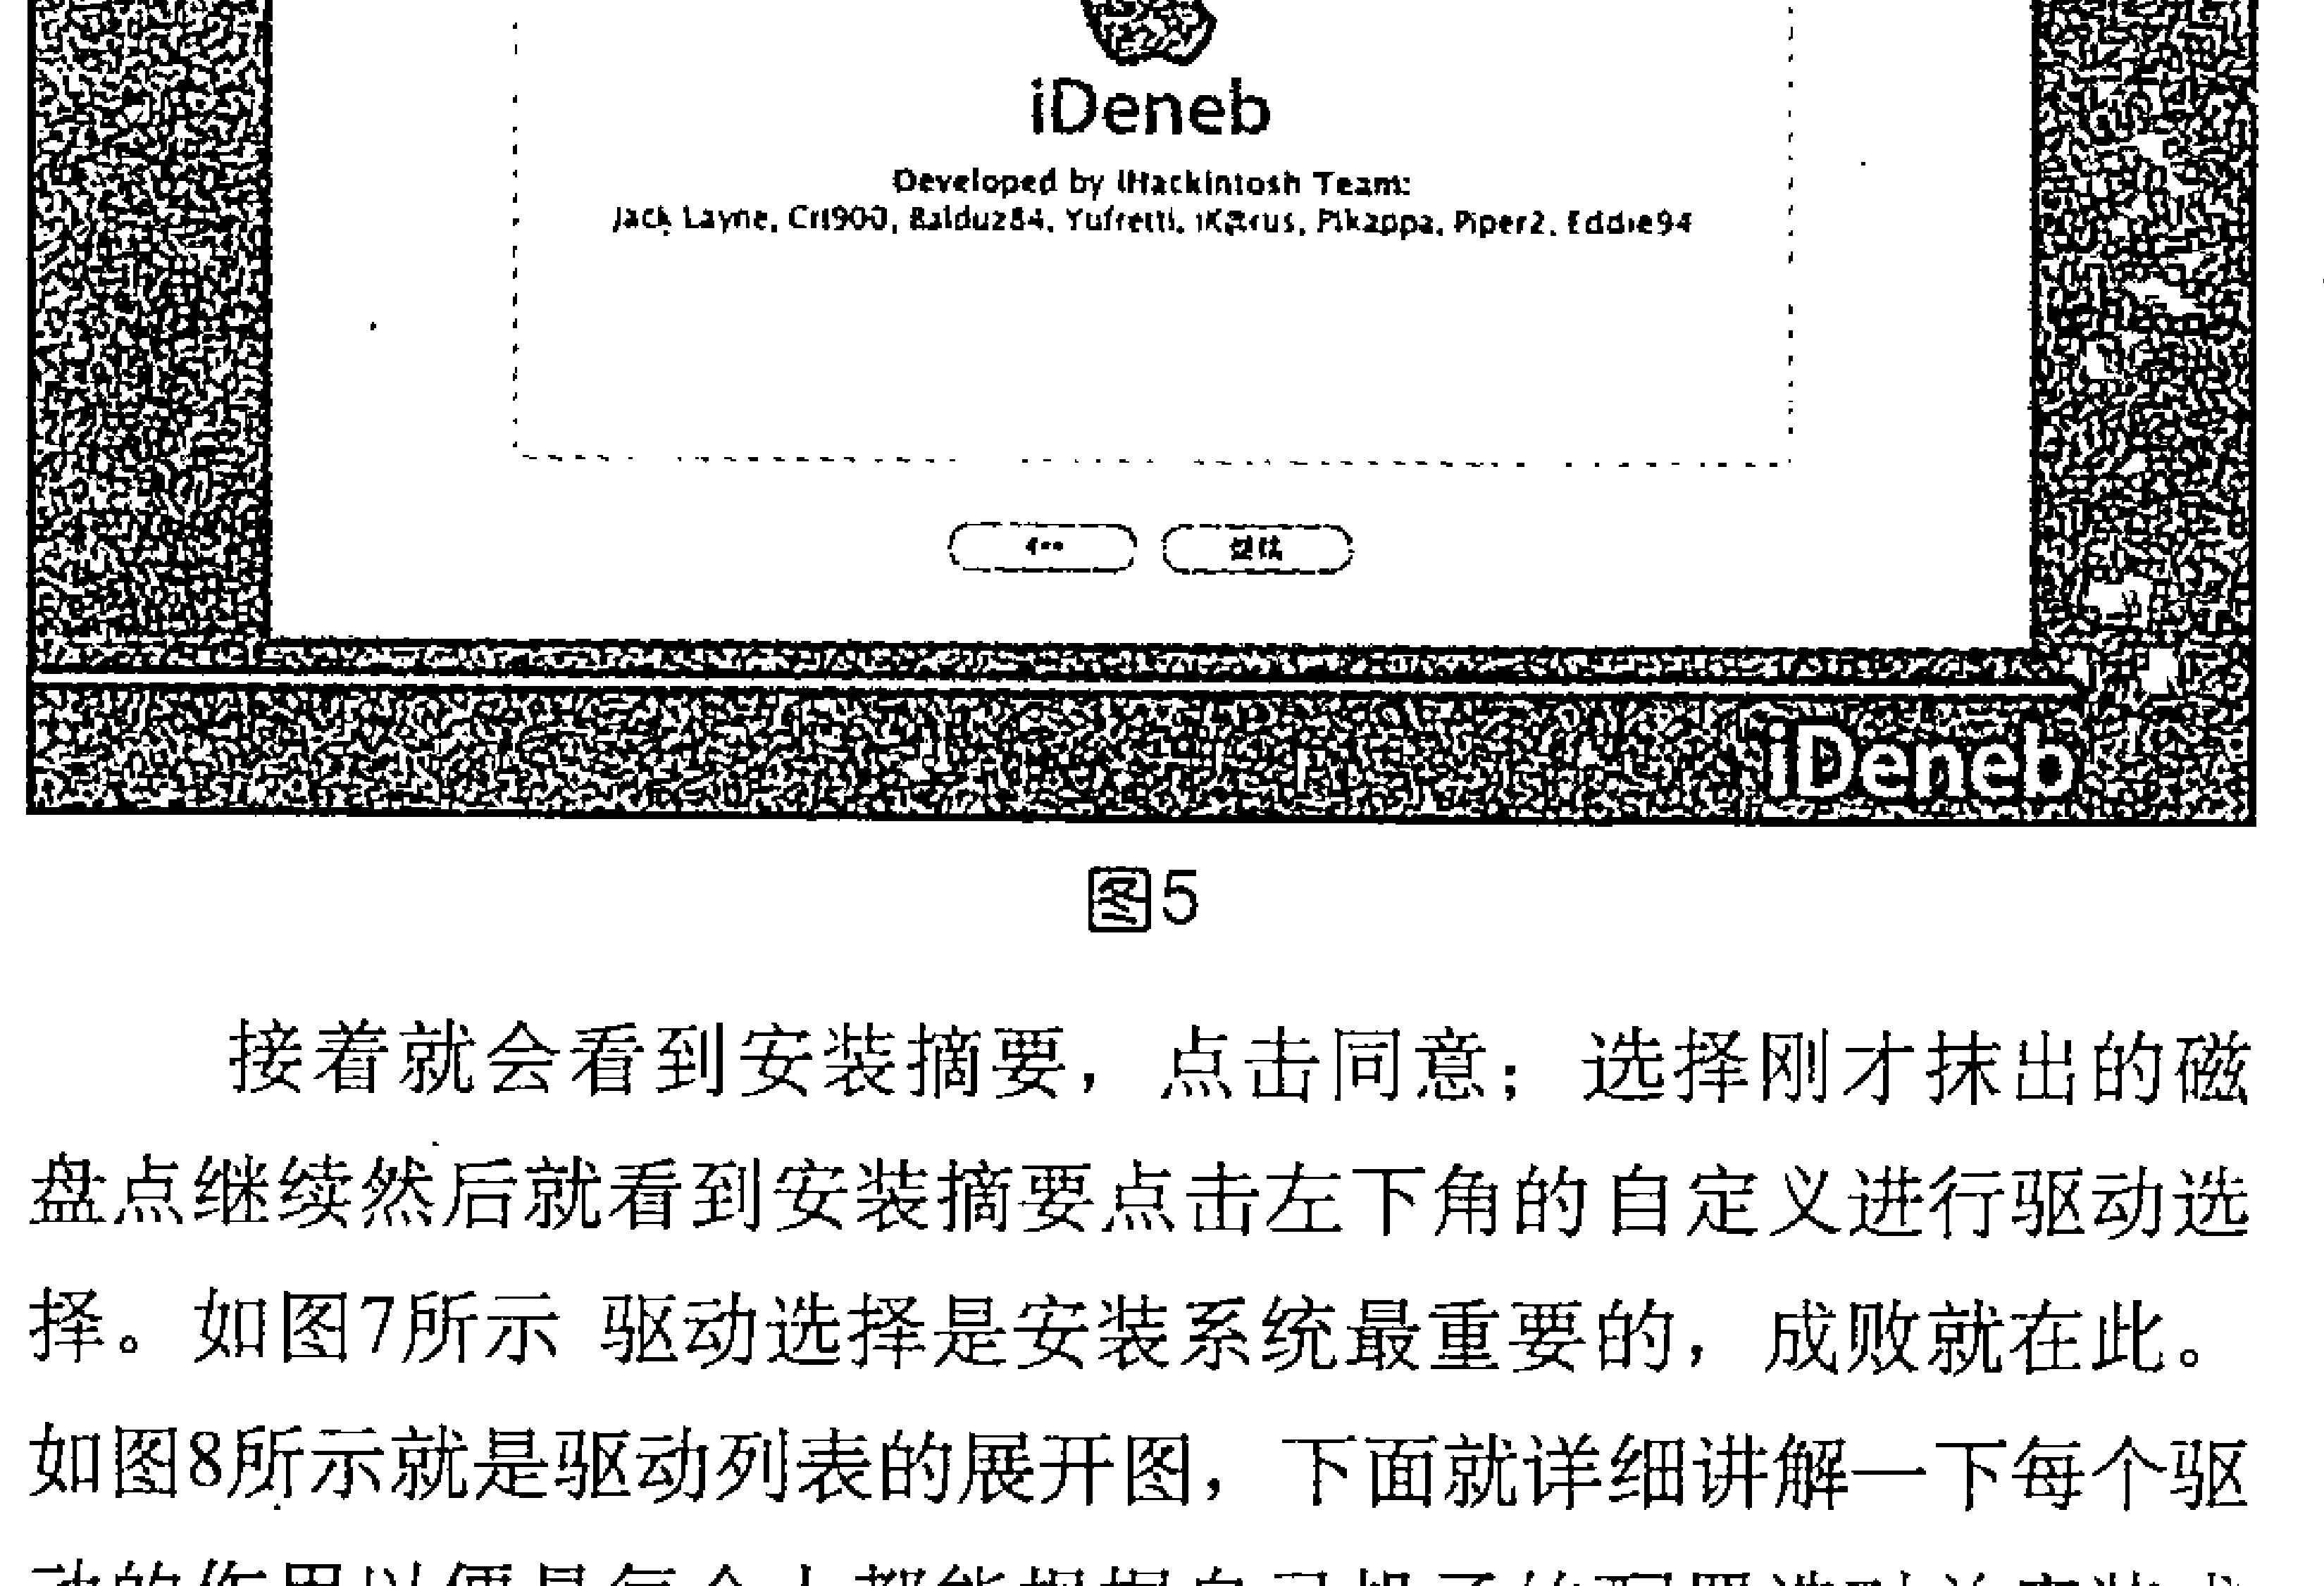 iDeneb
Developed by iHackintosh Team:
Jack Layne, Cri900, Balduz84, Yufretti, iK@rus, Pikappa, Piper2, Eddie94
继续
iDeneb
图5
接着就会看到安装摘要，点击同意；选择刚才抹出的磁
盘点继续然后就看到安装摘要点击左下角的自定义进行驱动选
择。如图7所示 驱动选择是安装系统最重要的，成败就在此。
如图8所示就是驱动列表的展开图，下面就详细讲解一下每个驱